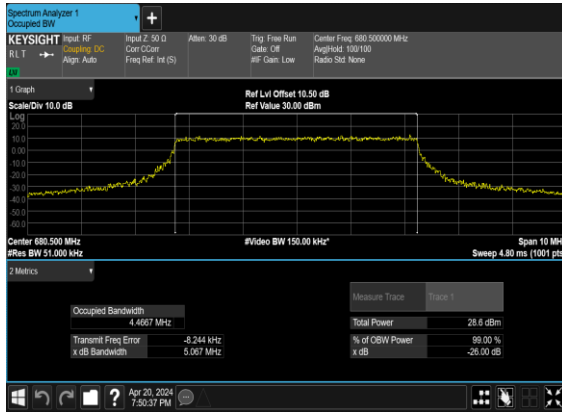 Spectrum Analyzer 1
Occupied BW
+
KEYSIGHT Input: RF Input Z: 50 Ω Atten: 30 dB Trig: Free Run Center Freq: 680.500000 MHz
RLT Coupling: DC Corr CCorr Gate: Off Avg|Hold: 100/100
Align: Auto Freq Ref: Int (S) #IF Gain: Low Radio Std: None
LW
1 Graph
Ref Lvl Offset 10.50 dB
Scale/Div 10.0 dB Ref Value 30.00 dBm
Log
20.0
10.0
0.00
-10.0
-20.0
-30.0
-40.0
-50.0
-60.0
Center 680.500 MHz #Video BW 150.00 kHz* Span 10 MH
#Res BW 51.000 kHz Sweep 4.80 ms (1001 pts
2 Metrics
Measure Trace Trace 1
Occupied Bandwidth
4.4667 MHz
Total Power 28.6 dBm
Transmit Freq Error -8.244 kHz % of OBW Power 99.00 %
x dB Bandwidth 5.067 MHz x dB -26.00 dB
?
Apr 20, 2024
7:50:37 PM